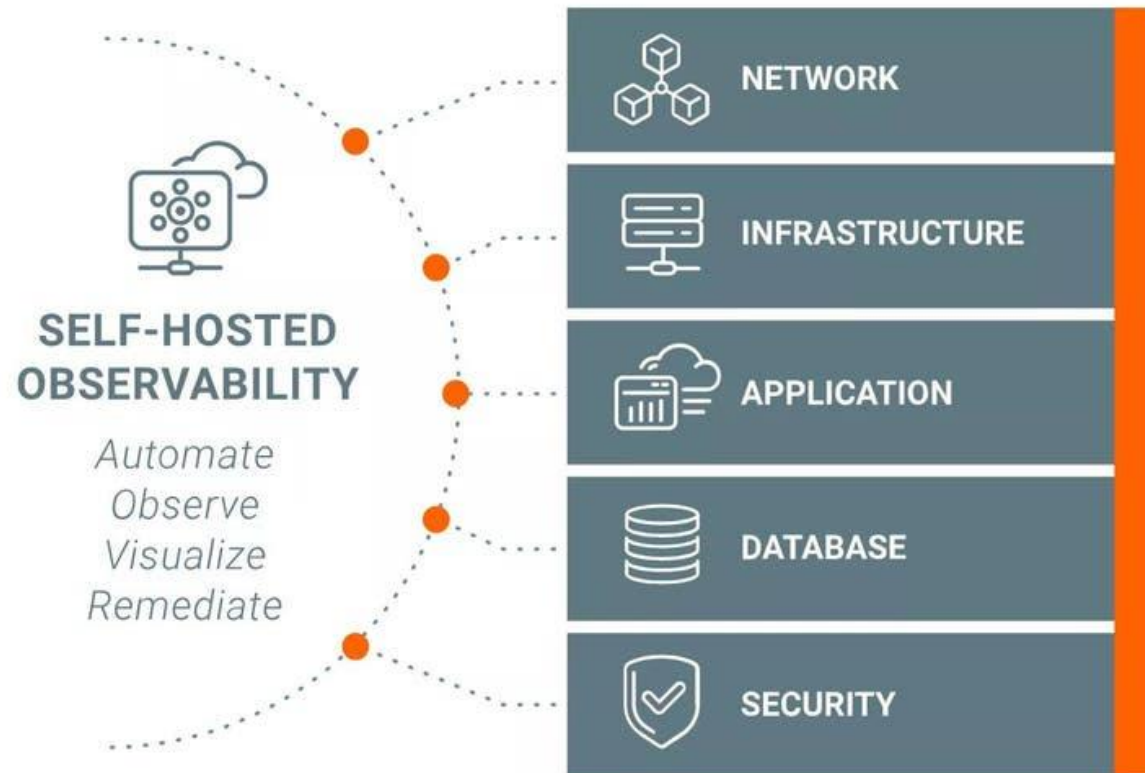 SELF-HOSTED
OBSERVABILITY
Automate
Observe
Visualize
Remediate
NETWORK
INFRASTRUCTURE
APPLICATION
DATABASE
SECURITY